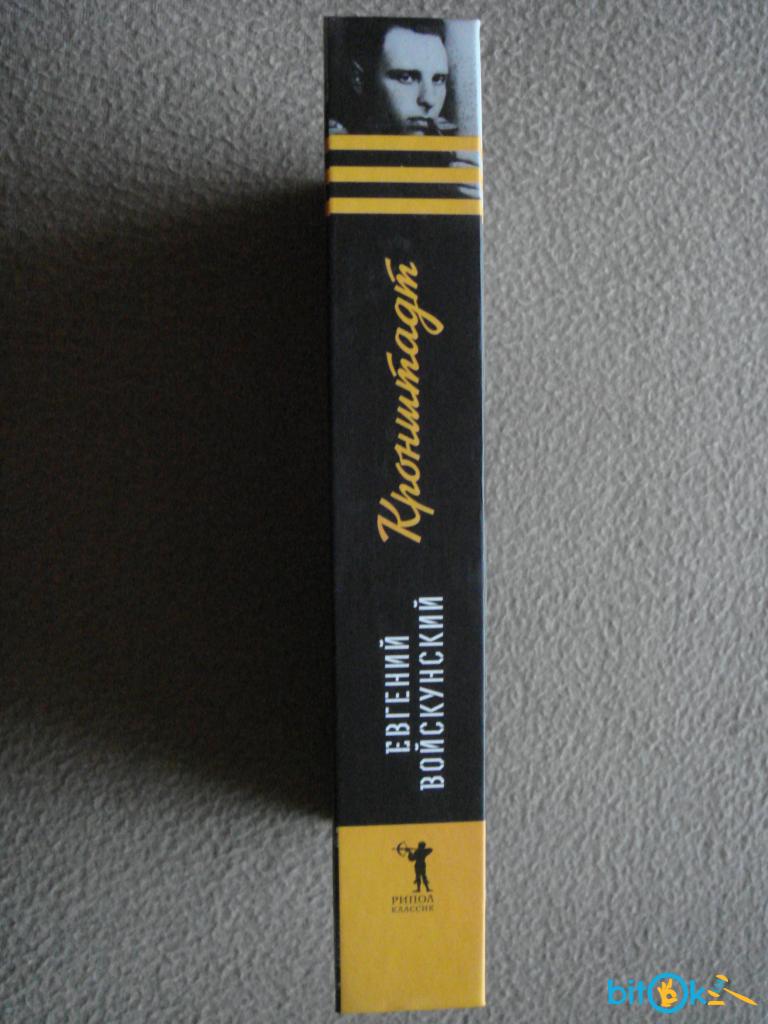 Кронштадт
ЕВГЕНИЙ
ВОЙСКУНСКИЙ
РИПОЛ
КЛАССИК
bitOk